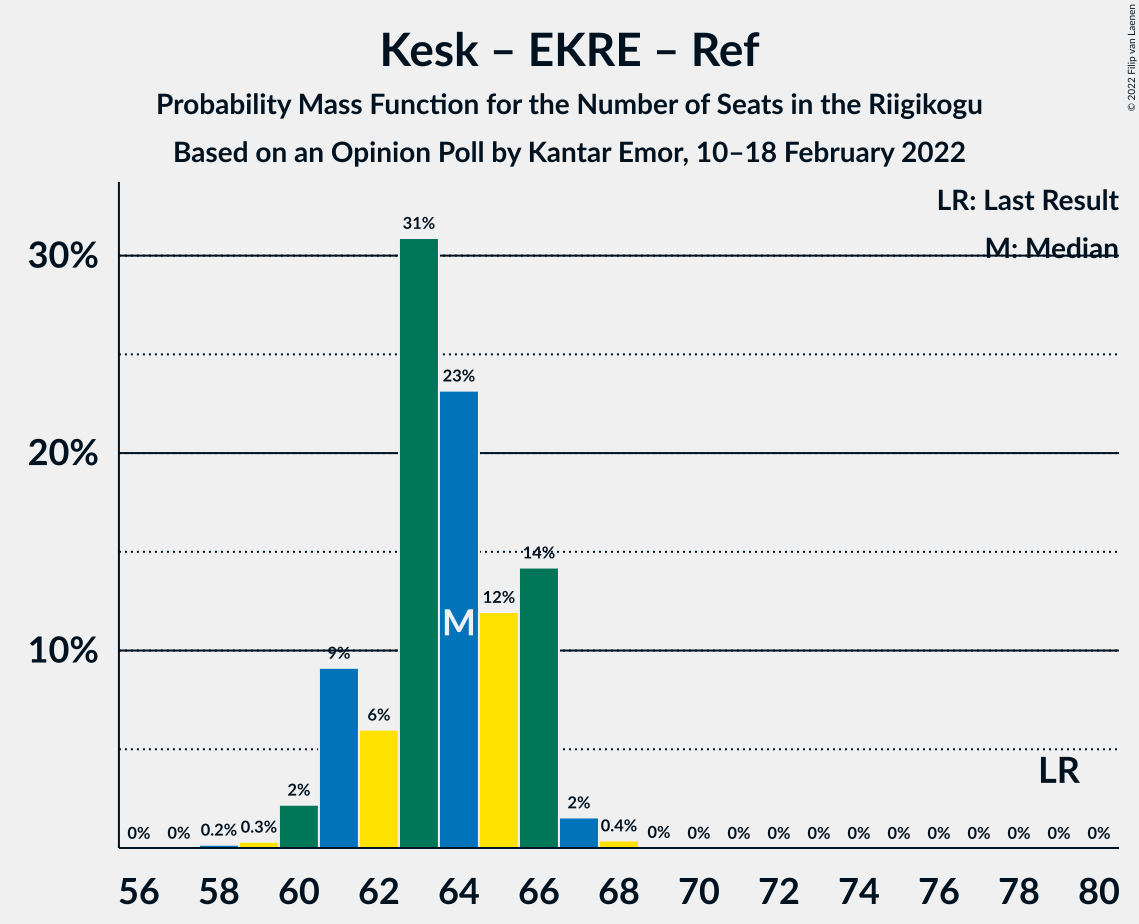 Kesk – EKRE – Ref
Probability Mass Function for the Number of Seats in the Riigikogu
Based on an Opinion Poll by Kantar Emor, 10–18 February 2022
© 2022 Filip van Laenen
LR: Last Result
M: Median
30%
20%
10%
0% 0% 0.2% 0.3% 2% 9% 6% 31% 23% 12% 14% 2% 0.4% 0% 0% 0% 0% 0% 0% 0% 0% 0% 0% 0% 0%
M
LR
56 58 60 62 64 66 68 70 72 74 76 78 80